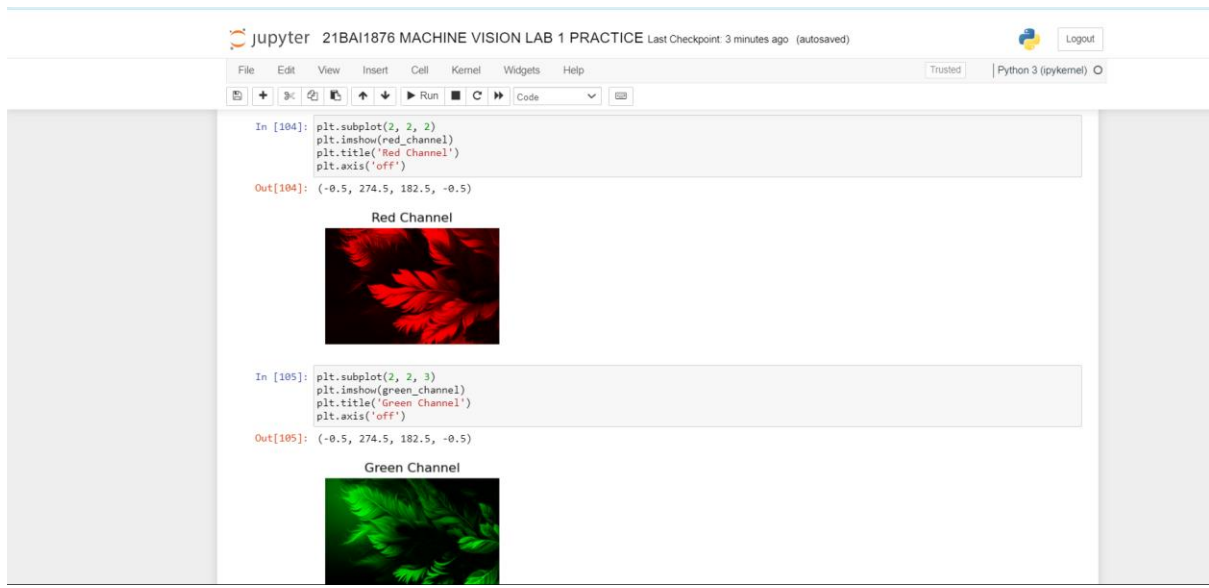 jupyter 21BAI1876 MACHINE VISION LAB 1 PRACTICE Last Checkpoint: 3 minutes ago (autosaved)
Logout
File Edit View Insert Cell Kernel Widgets Help
Trusted Python 3 (ipykernel)
Run Code
In [104]: plt.subplot(2, 2, 2)
plt.imshow(red_channel)
plt.title('Red Channel')
plt.axis('off')
Out[104]: (-0.5, 274.5, 182.5, -0.5)
Red Channel
In [105]: plt.subplot(2, 2, 3)
plt.imshow(green_channel)
plt.title('Green Channel')
plt.axis('off')
Out[105]: (-0.5, 274.5, 182.5, -0.5)
Green Channel